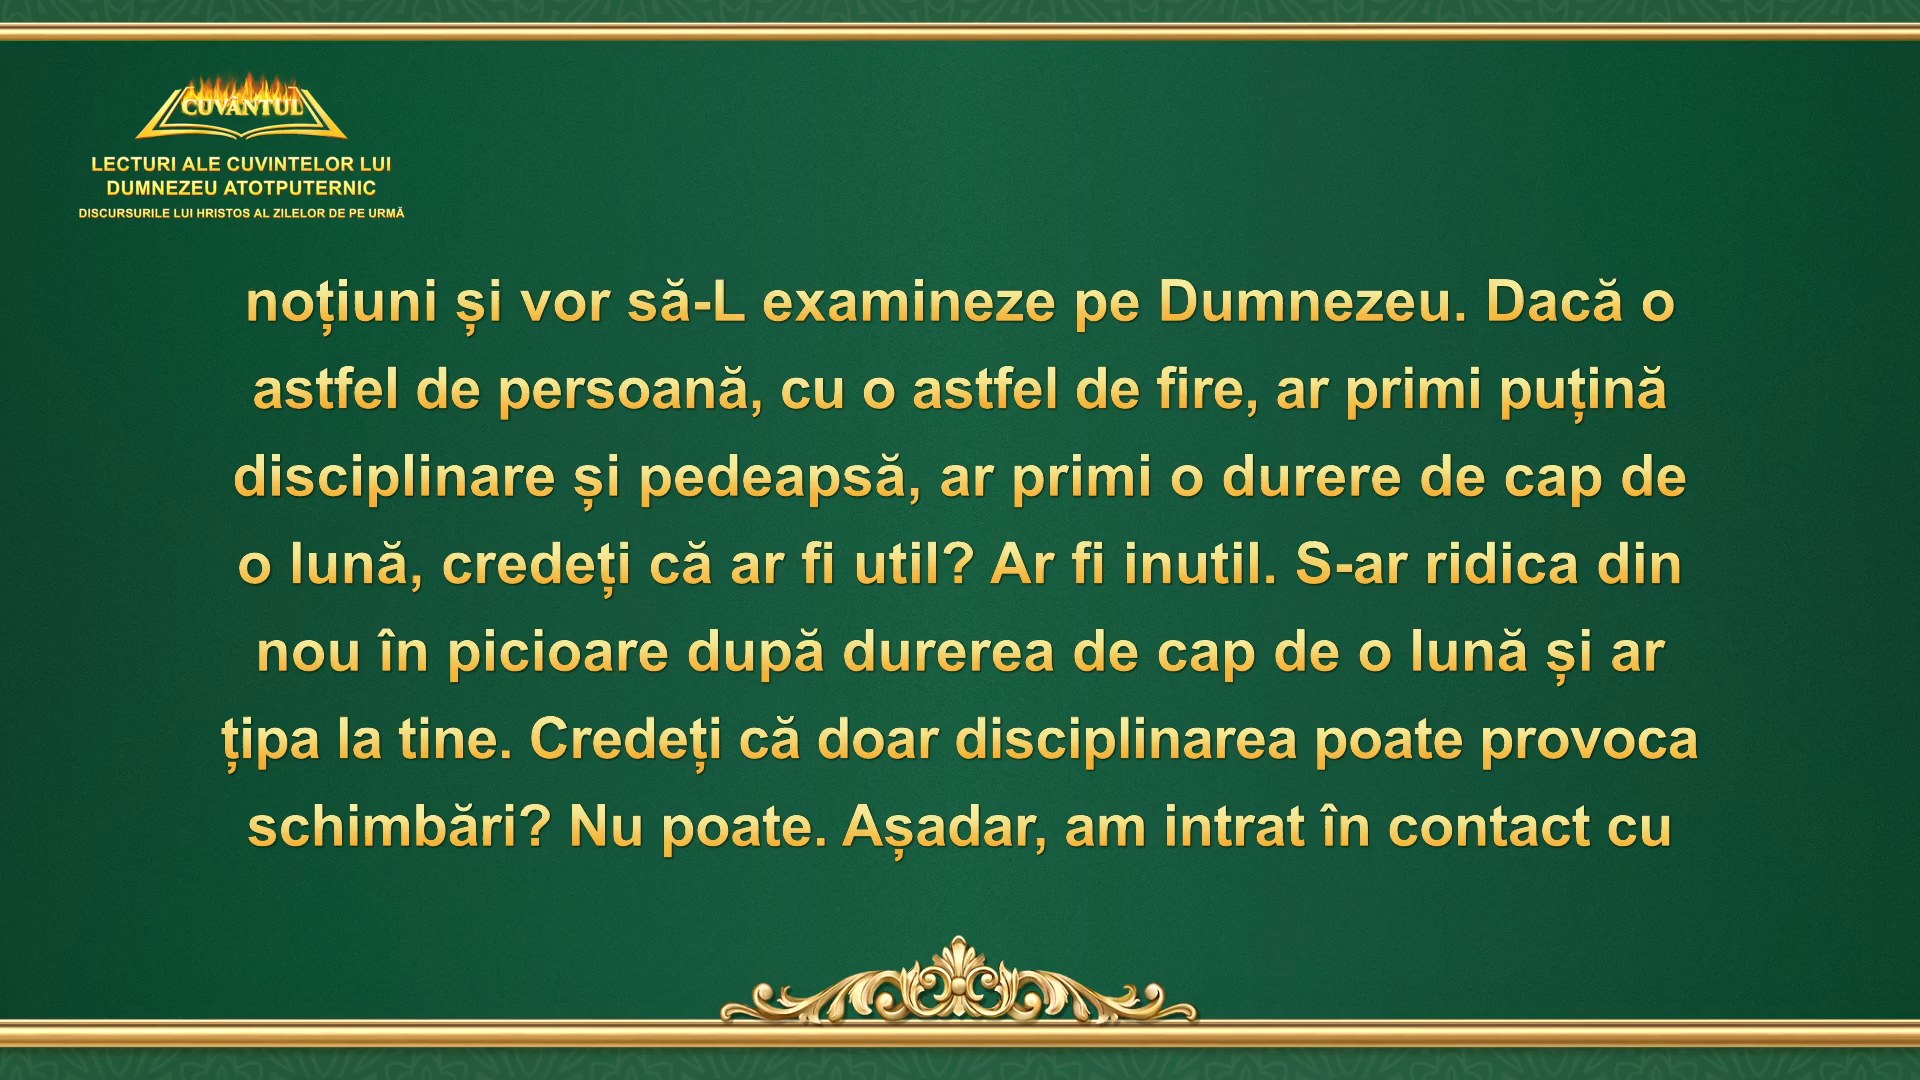 CUVÂNTUL
LECTURI ALE CUVINTELOR LUI
DUMNEZEU ATOTPUTERNIC
DISCURSURILE LUI HRISTOS AL ZILELOR DE PE URMĂ
noțiuni și vor să-L examineze pe Dumnezeu. Dacă o
astfel de persoană, cu o astfel de fire, ar primi puțină
disciplinare și pedeapsă, ar primi o durere de cap de
o lună, credeți că ar fi util? Ar fi inutil. S-ar ridica din
nou în picioare după durerea de cap de o lună și ar
țipa la tine. Credeți că doar disciplinarea poate provoca
schimbări? Nu poate. Așadar, am intrat în contact cu